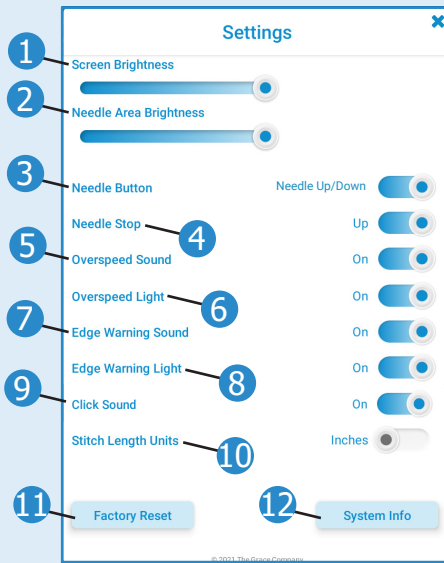 Settings
1
Screen Brightness
2
Needle Area Brightness
3
Needle Button Needle Up/Down
Needle Stop 4 Up
5
Overspeed Sound On
Overspeed Light 6 On
7
Edge Warning Sound On
Edge Warning Light 8 On
9
Click Sound On
Stitch Length Units 10 Inches
11 Factory Reset 12 System Info
© 2021 The Grace Company